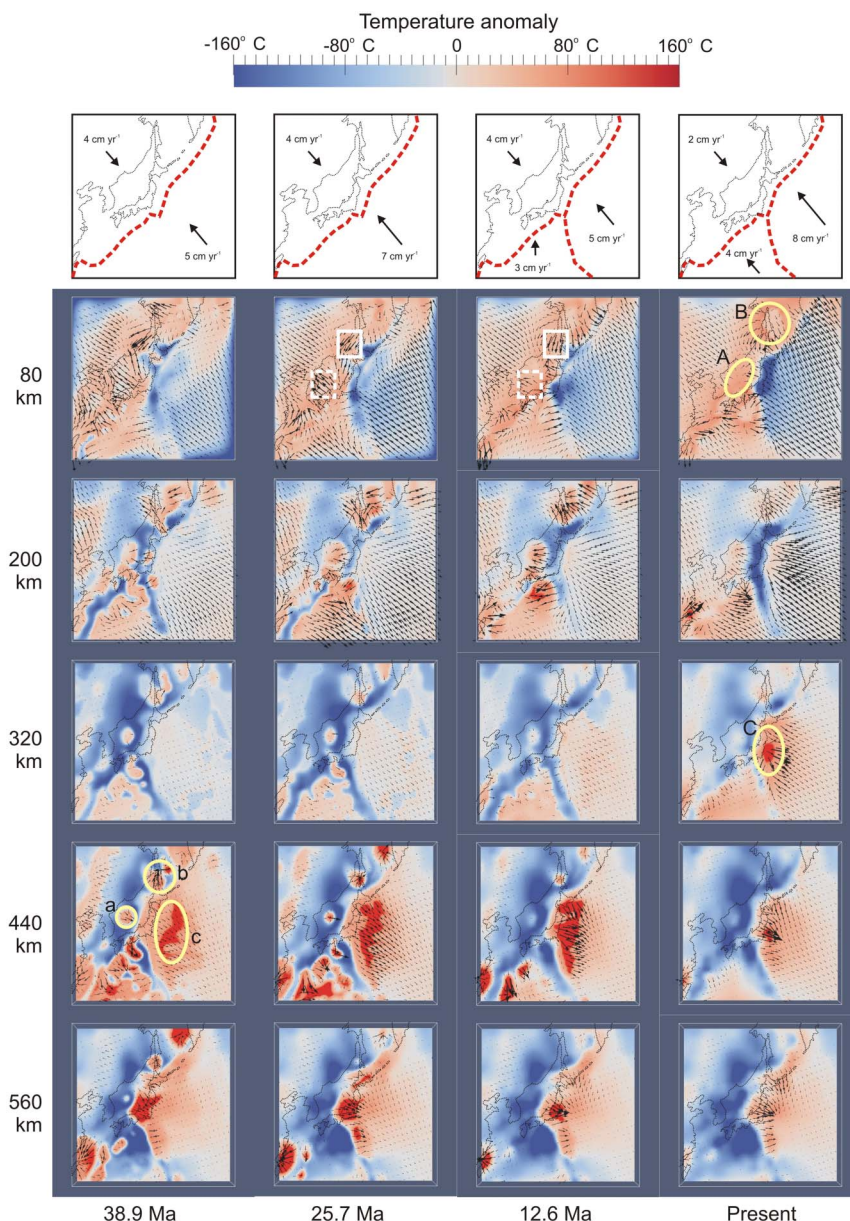 Temperature anomaly
-160° C -80° C 0 80° C 160° C
4 cm yr⁻¹ 4 cm yr⁻¹ 4 cm yr⁻¹ 2 cm yr⁻¹
5 cm yr⁻¹ 7 cm yr⁻¹ 5 cm yr⁻¹ 8 cm yr⁻¹
3 cm yr⁻¹ 4 cm yr⁻¹
80
km
B
A
200
km
320
km
C
440
km
a
b
c
560
km
38.9 Ma 25.7 Ma 12.6 Ma Present